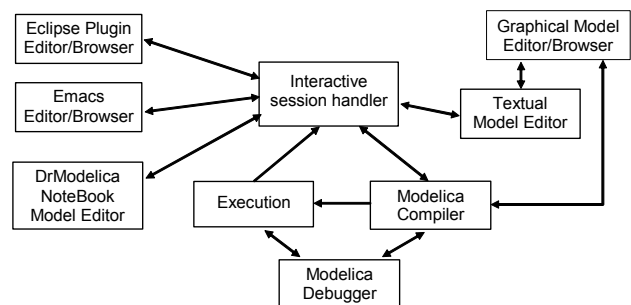 Eclipse Plugin
Editor/Browser
Graphical Model
Editor/Browser
Interactive
session handler
Emacs
Editor/Browser
Textual
Model Editor
DrModelica
NoteBook
Model Editor
Execution
Modelica
Compiler
Modelica
Debugger